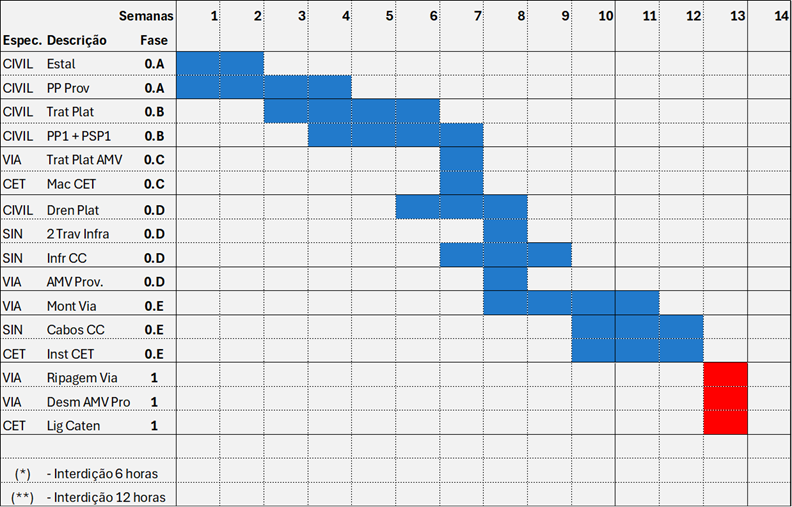 Semanas 1 2 3 4 5 6 7 8 9 10 11 12 13 14
Espec. Descrição Fase
CIVIL Estal 0.A
CIVIL PP Prov 0.A
CIVIL Trat Plat 0.B
CIVIL PP1 + PSP1 0.B
VIA Trat Plat AMV 0.C
CET Mac CET 0.C
CIVIL Dren Plat 0.D
SIN 2 Trav Infra 0.D
SIN Infr CC 0.D
VIA AMV Prov. 0.D
VIA Mont Via 0.E
SIN Cabos CC 0.E
CET Inst CET 0.E
VIA Ripagem Via 1
VIA Desm AMV Pro 1
CET Lig Caten 1
(*) - Interdição 6 horas
(**) - Interdição 12 horas